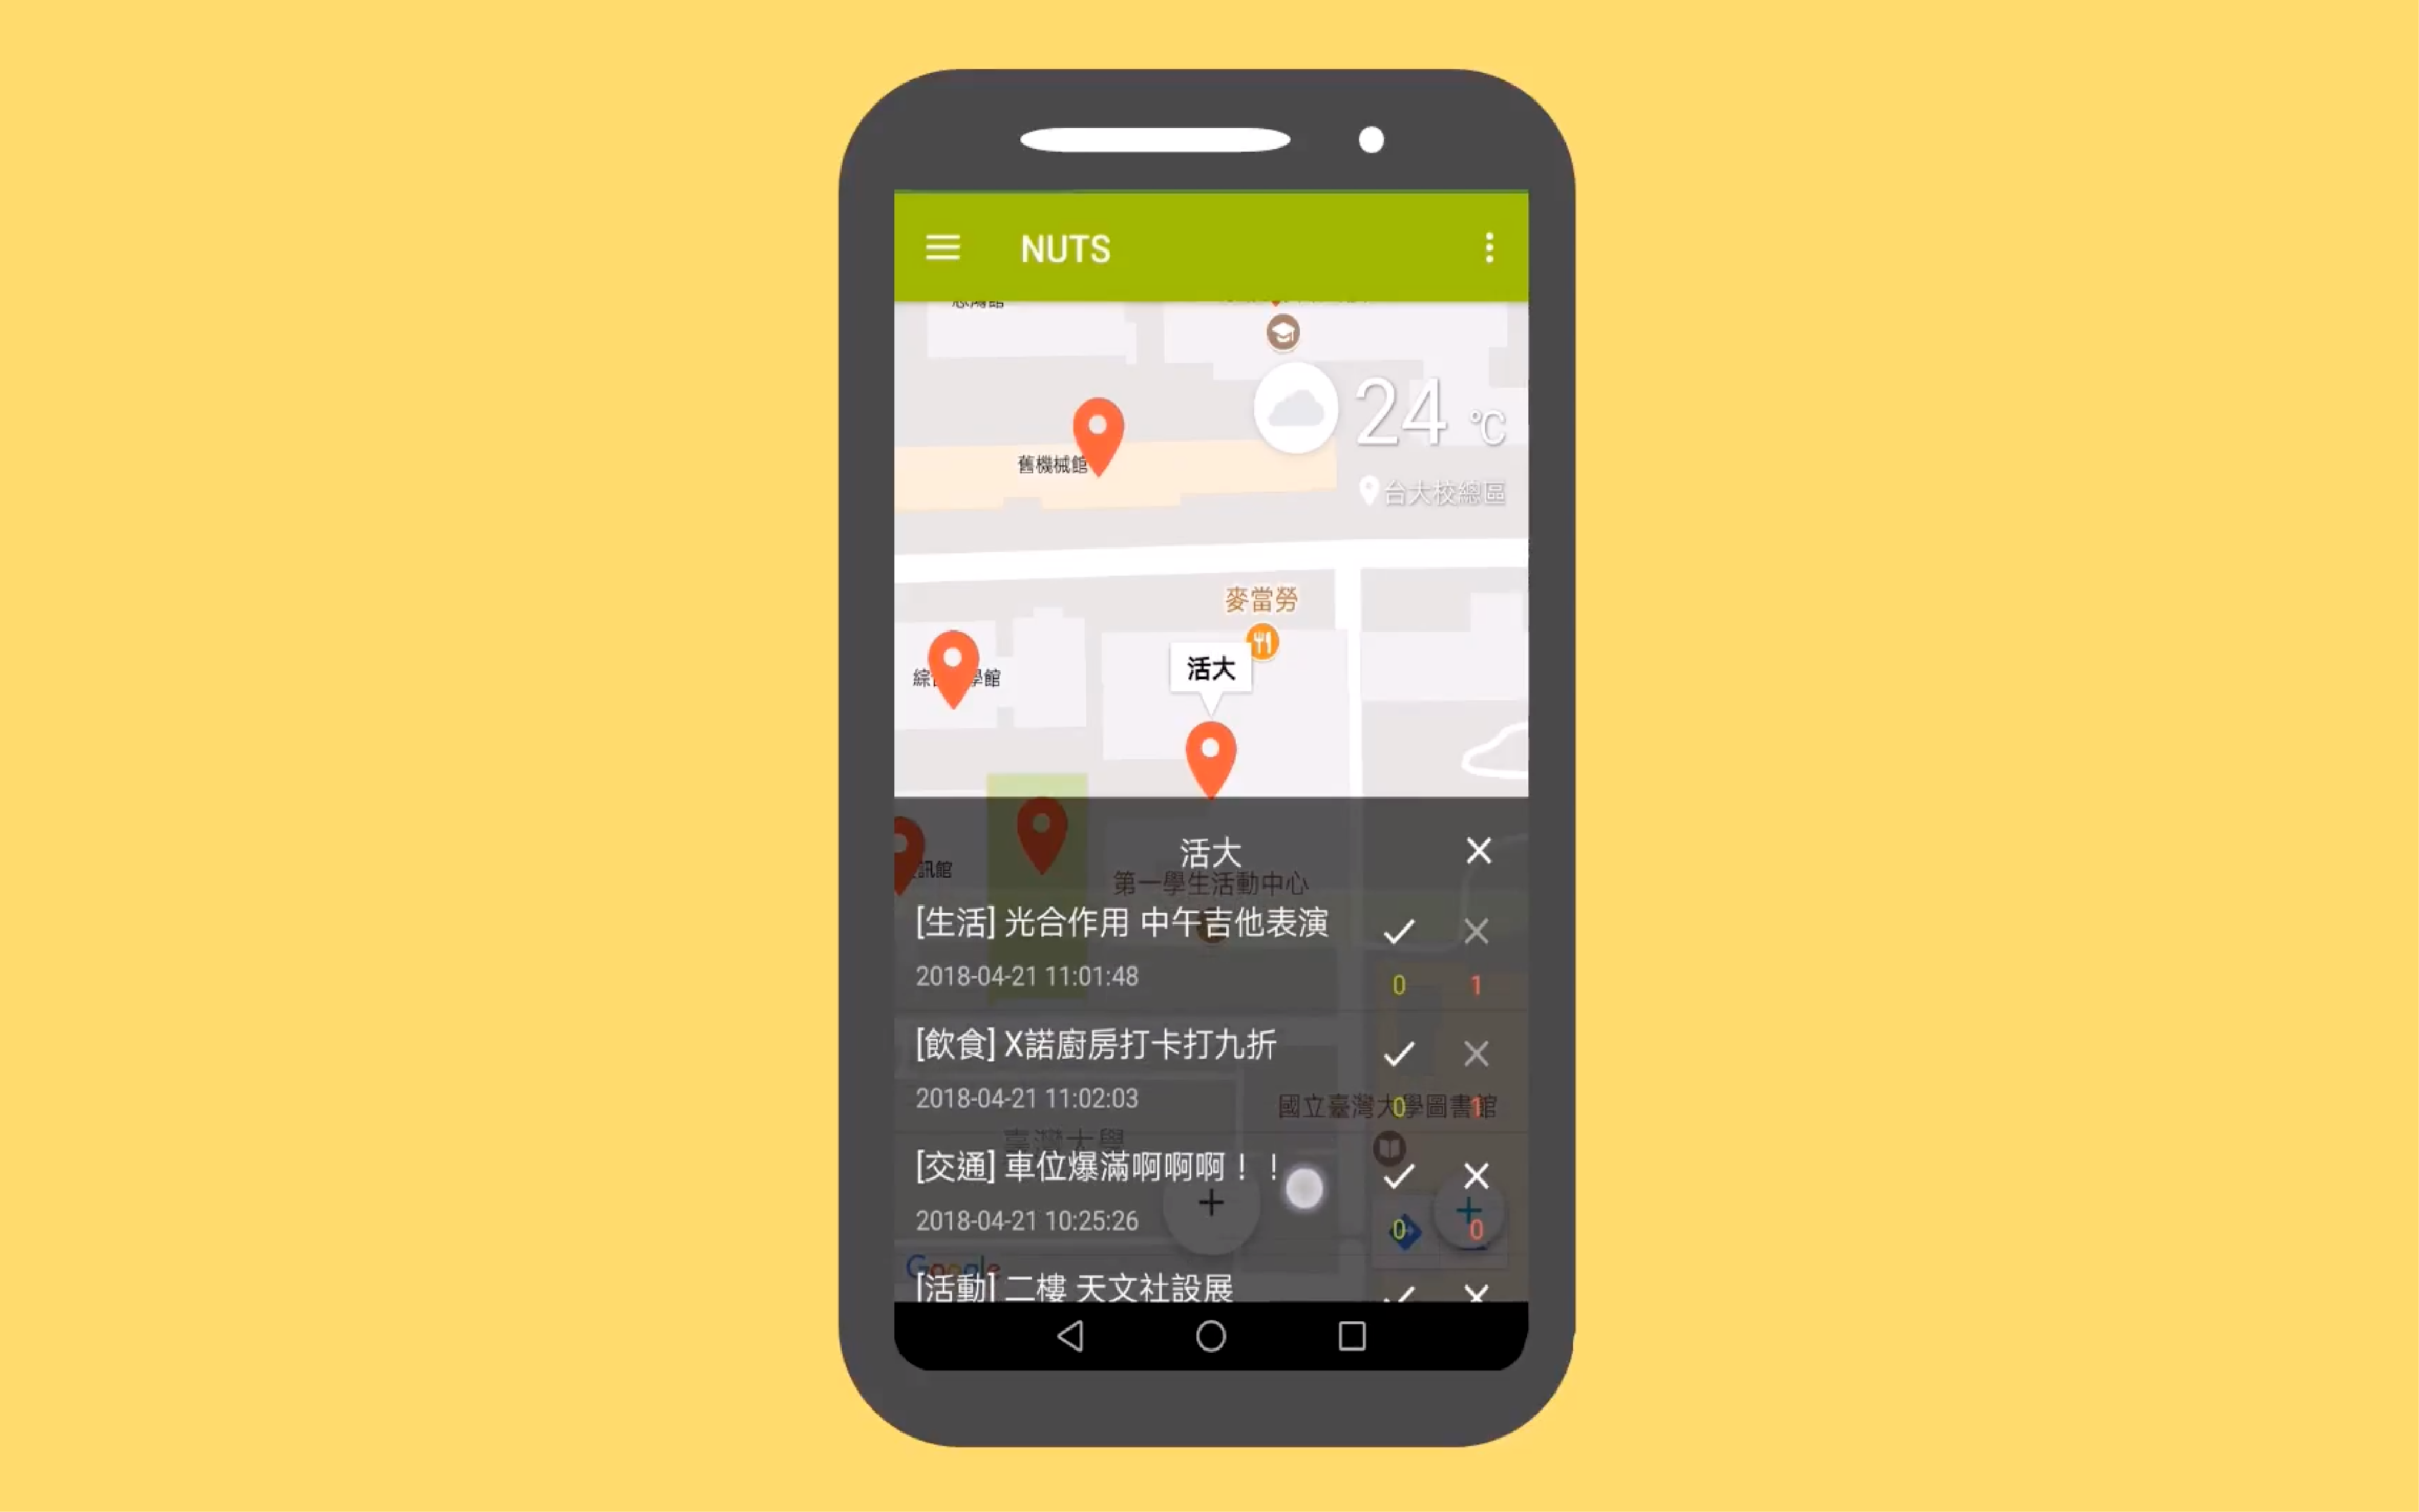 NUTS
24 °C
舊機械館
台大校總區
麥當勞
活大
學館
活大
訊館
第一學生活動中心
[生活] 光合作用 中午吉他表演
2018-04-21 11:01:48
0 1
[飲食] X諾廚房打卡打九折
2018-04-21 11:02:03
0 1
國立臺灣大學圖書館
臺灣大學
[交通] 車位爆滿啊啊啊！！
2018-04-21 10:25:26
0 0
Google
[活動] 二樓 天文社設展